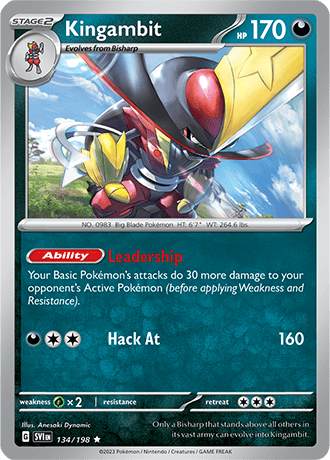 STAGE2
Kingambit
HP 170
Evolves from Bisharp
NO. 0983 Big Blade Pokémon HT: 6'7" WT: 264.6 lbs.
Ability Leadership
Your Basic Pokémon's attacks do 30 more damage to your
opponent's Active Pokémon (before applying Weakness and
Resistance).
Hack At 160
weakness ×2 resistance retreat
Illus. Anesaki Dynamic
G SVI EN 134/198 ★
Only a Bisharp that stands above all others in
its vast army can evolve into Kingambit.
©2023 Pokémon / Nintendo / Creatures / GAME FREAK